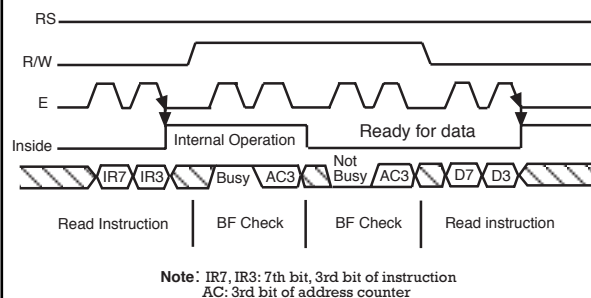 RS
R/W
E
Inside
Internal Operation
Ready for data
IR7 IR3 Busy AC3 Not Busy AC3 D7 D3
Read Instruction BF Check BF Check Read instruction
Note: IR7, IR3: 7th bit, 3rd bit of instruction
AC: 3rd bit of address counter